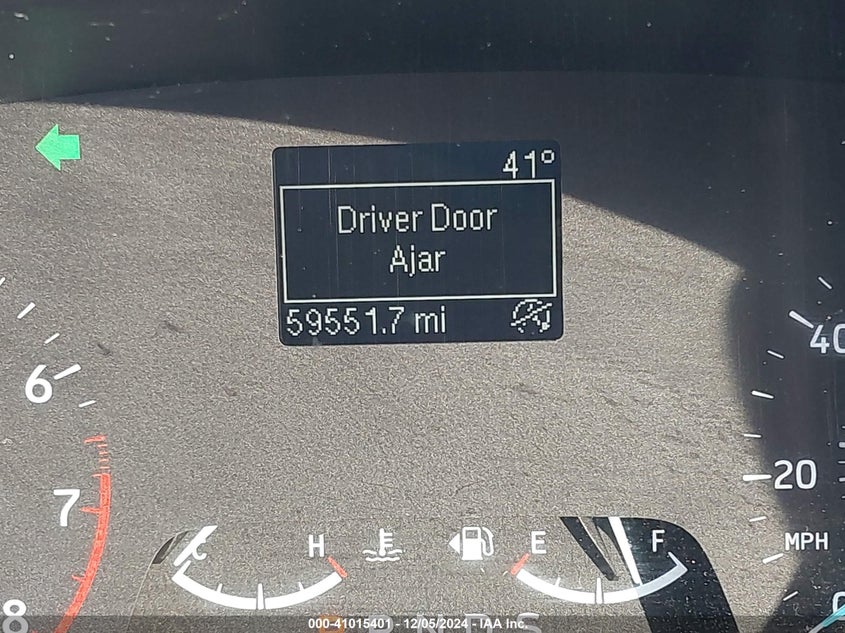 41°
Driver Door
Ajar
59551.7 mi
40
6
20
7
H
E
F
MPH
C
8
0
P R N D S
000-41015401 - 12/05/2024 - IAA Inc.